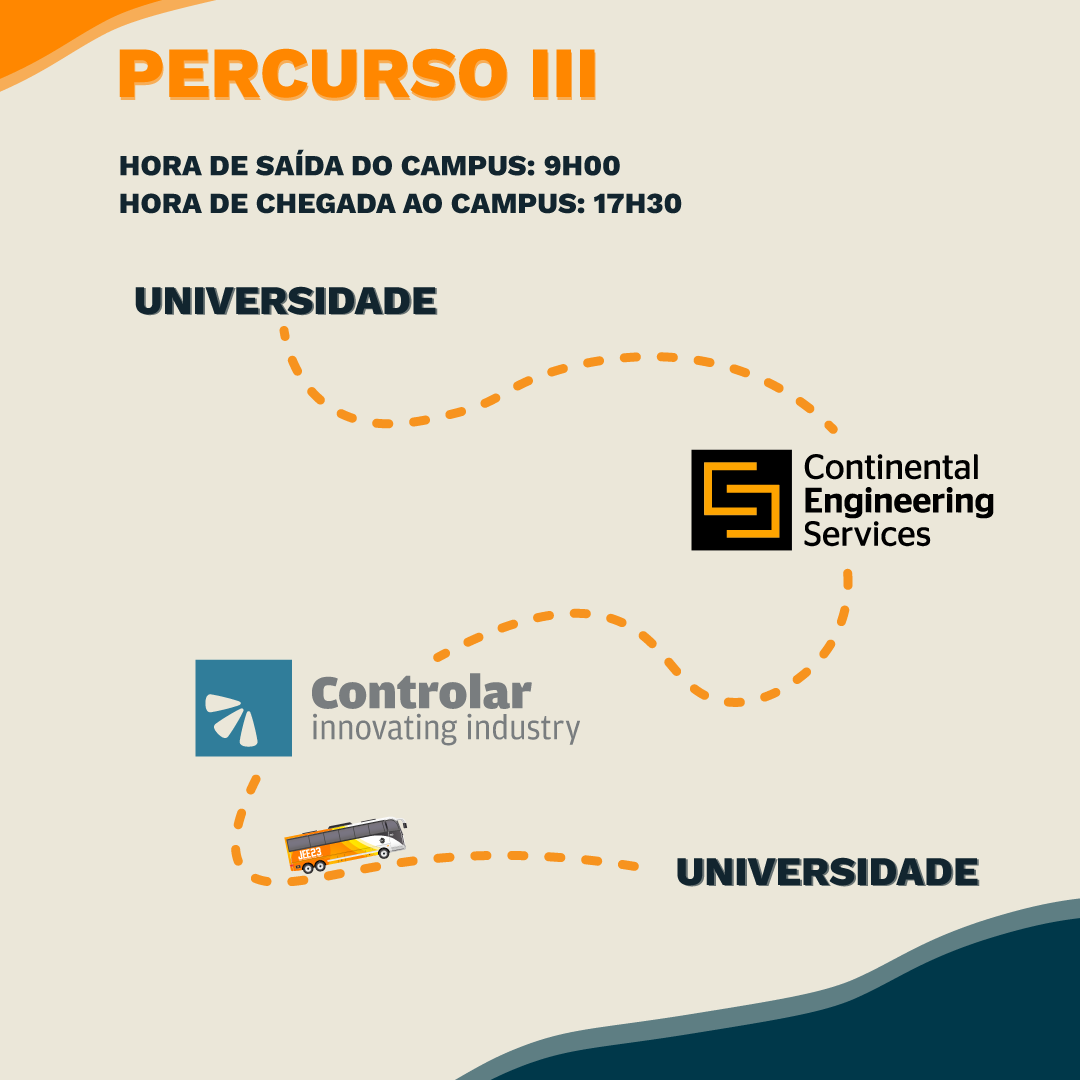 PERCURSO III
HORA DE SAÍDA DO CAMPUS: 9H00
HORA DE CHEGADA AO CAMPUS: 17H30
UNIVERSIDADE
Continental
Engineering
Services
Controlar
innovating industry
JEE23
UNIVERSIDADE